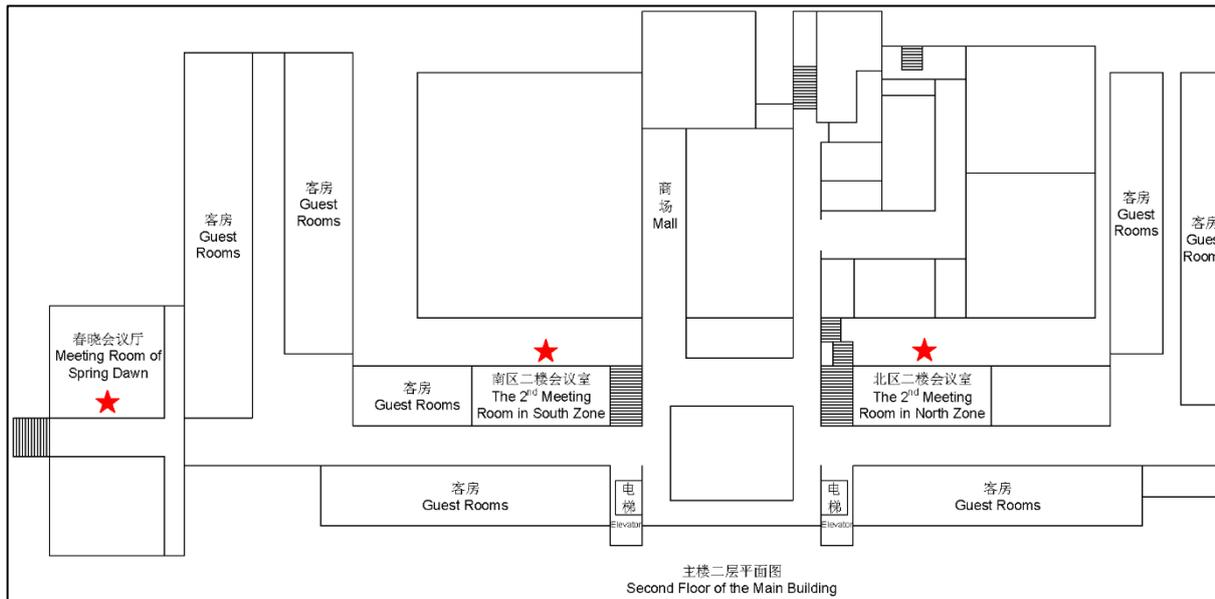 客房
Guest
Rooms
客房
Guest
Rooms
商
场
Mall
客房
Guest
Rooms
客房
Gues
Room
春晓会议厅
Meeting Room of
Spring Dawn
客房
Guest Rooms
南区二楼会议室
The 2nd Meeting
Room in South Zone
北区二楼会议室
The 2nd Meeting
Room in North Zone
客房
Guest Rooms
电
梯
Elevator
电
梯
Elevator
客房
Guest Rooms
主楼二层平面图
Second Floor of the Main Building